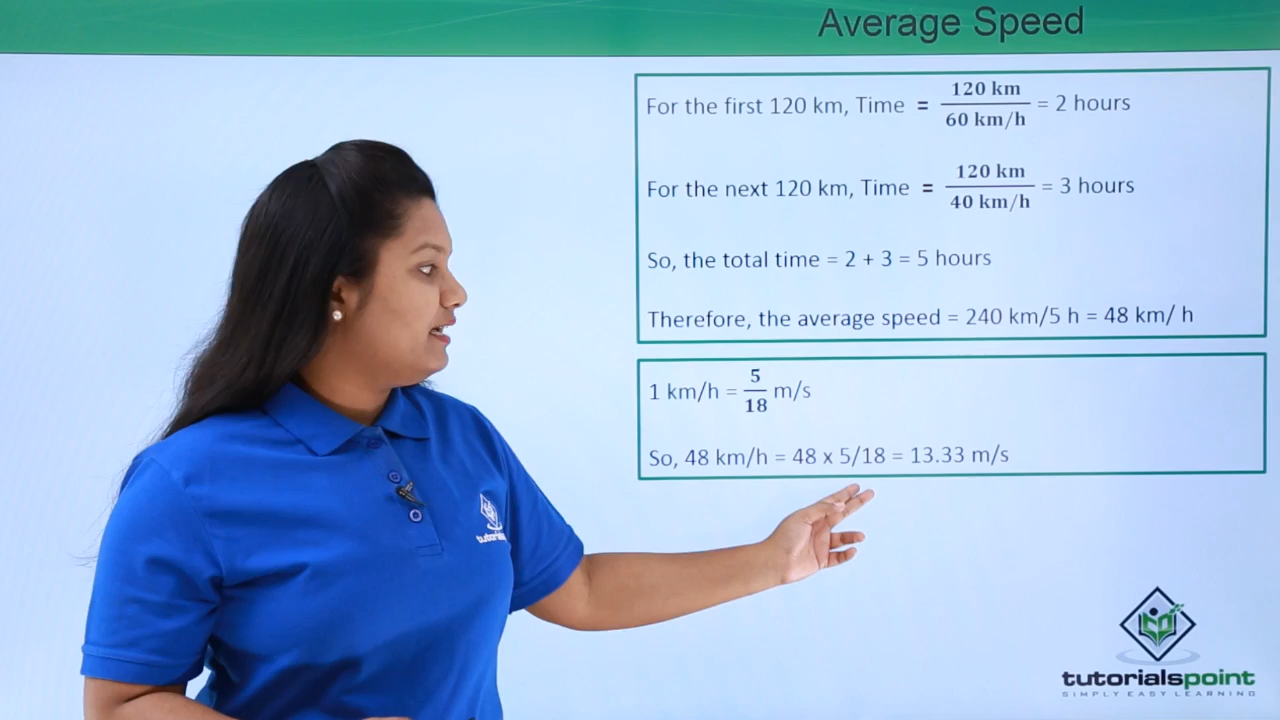 Average Speed
For the first 120 km, Time = 120 km / 60 km/h = 2 hours
For the next 120 km, Time = 120 km / 40 km/h = 3 hours
So, the total time = 2 + 3 = 5 hours
Therefore, the average speed = 240 km/5 h = 48 km/ h
1 km/h = 5/18 m/s
So, 48 km/h = 48 x 5/18 = 13.33 m/s
tutorials
tutorialspoint
SIMPLY EASY LEARNING